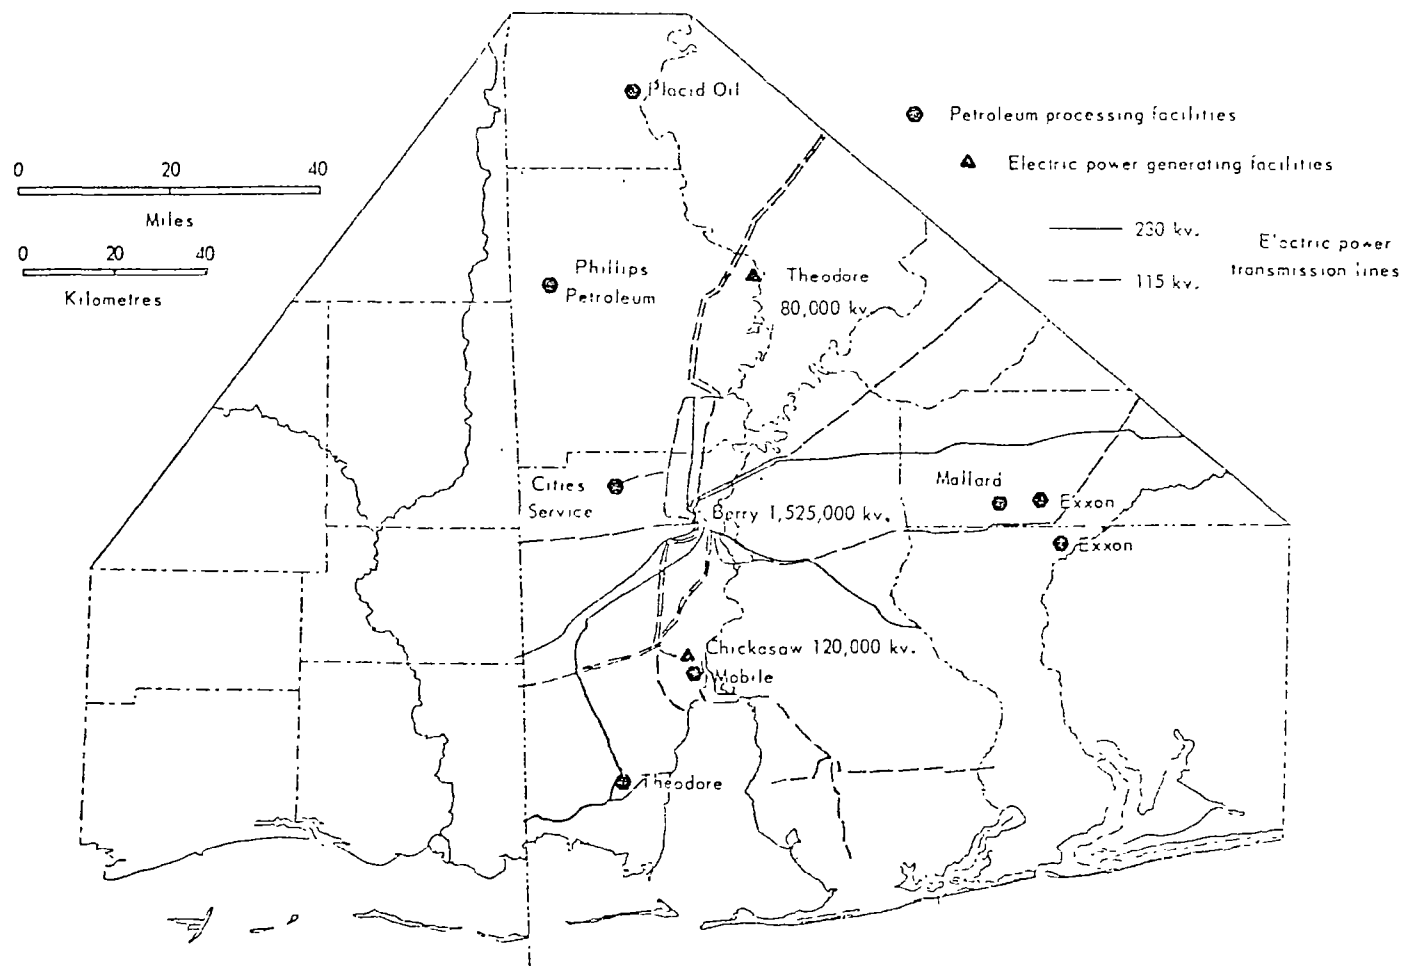 Placid Oil
Petroleum processing facilities
Electric power generating facilities
0 20 40
Miles
0 20 40
Kilometres
230 kv.
Electric power
transmission lines
115 kv.
Phillips
Petroleum
Theodore
80,000 kv.
Cities
Service
Mallard
Exxon
Barry 1,525,000 kv.
Exxon
Chickasaw 120,000 kv.
Mobile
Theodore